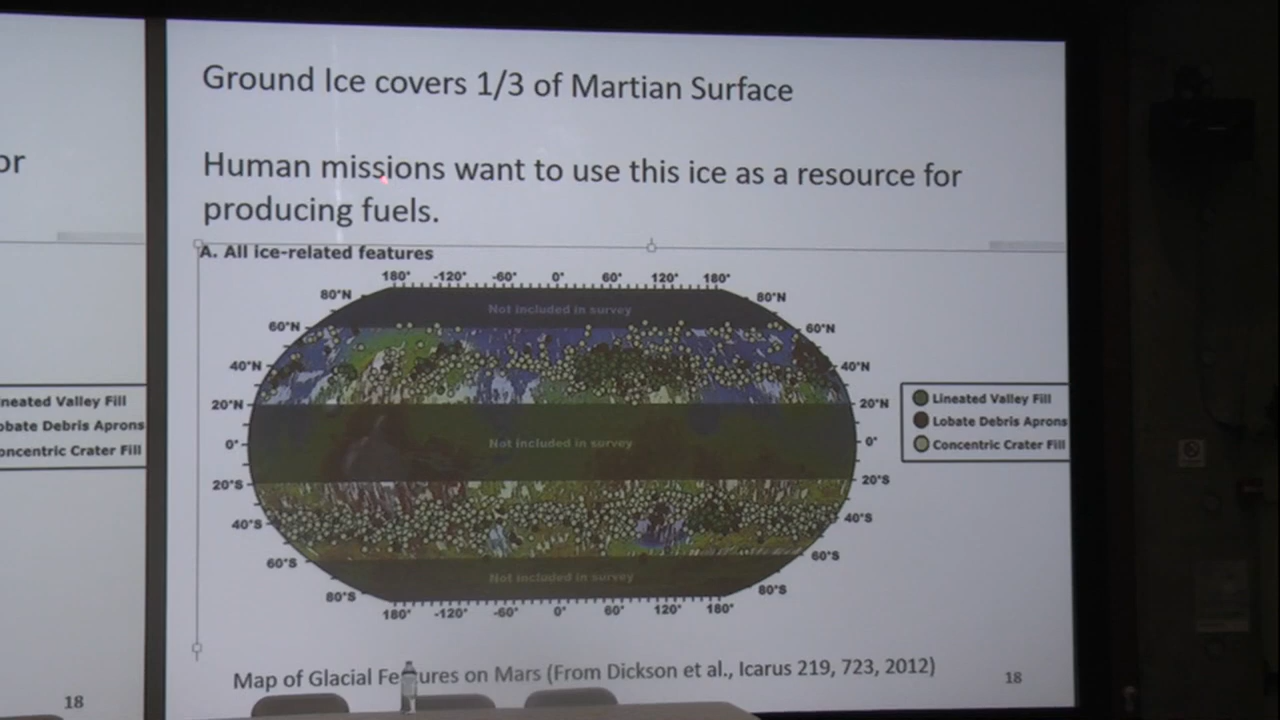 Ground Ice covers 1/3 of Martian Surface
Human missions want to use this ice as a resource for
producing fuels.
A. All ice-related features
180° -120° -60° 0° 60° 120° 180°
80°N 80°N
Not included in survey
60°N 60°N
40°N 40°N
20°N 20°N
0° Not included in survey 0°
20°S 20°S
40°S 40°S
60°S 60°S
Not included in survey
80°S 80°S
180° -120° -60° 0° 60° 120° 180°
Lineated Valley Fill
Lobate Debris Aprons
Concentric Crater Fill
Map of Glacial Fe tures on Mars (From Dickson et al., Icarus 219, 723, 2012)
18
or
neated Valley Fill
obate Debris Aprons
oncentric Crater Fill
18